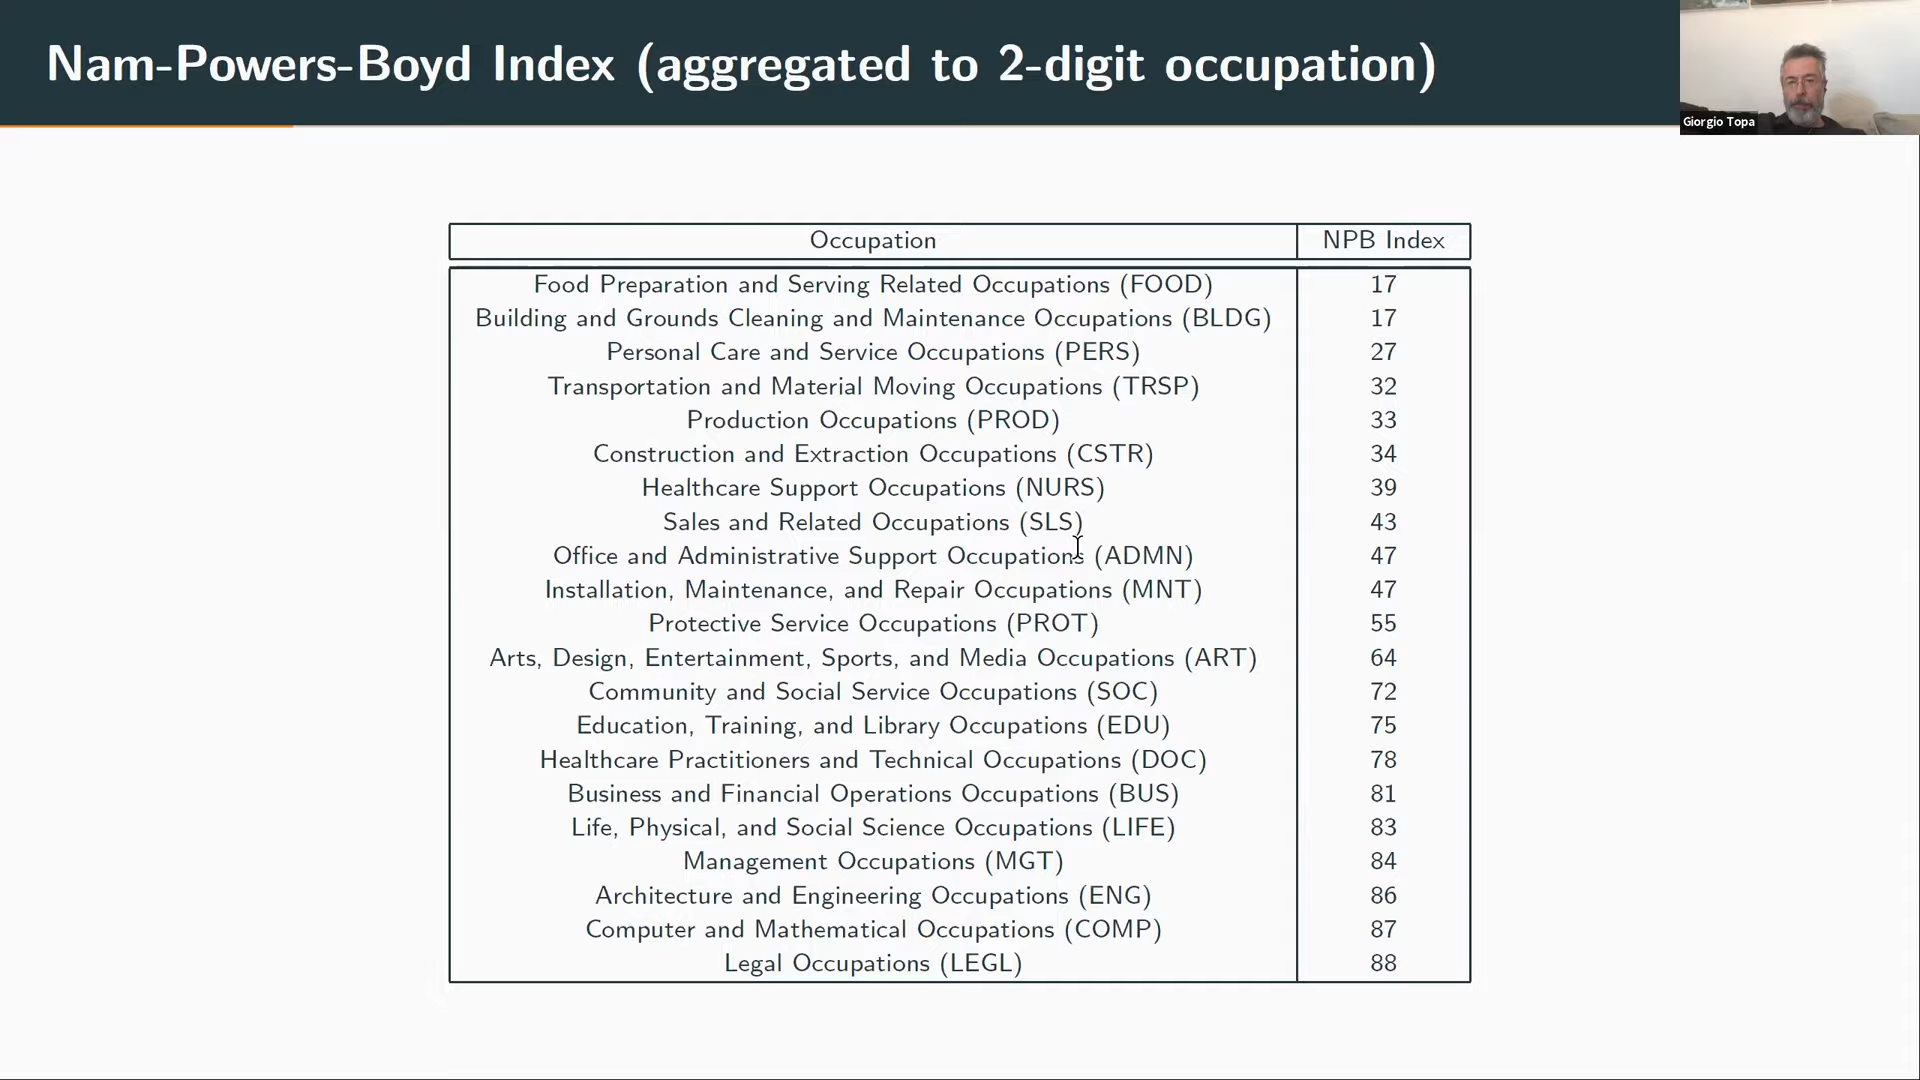 Nam-Powers-Boyd Index (aggregated to 2-digit occupation)
Giorgio Topa
Occupation NPB Index
Food Preparation and Serving Related Occupations (FOOD) 17
Building and Grounds Cleaning and Maintenance Occupations (BLDG) 17
Personal Care and Service Occupations (PERS) 27
Transportation and Material Moving Occupations (TRSP) 32
Production Occupations (PROD) 33
Construction and Extraction Occupations (CSTR) 34
Healthcare Support Occupations (NURS) 39
Sales and Related Occupations (SLS) 43
Office and Administrative Support Occupations (ADMN) 47
Installation, Maintenance, and Repair Occupations (MNT) 47
Protective Service Occupations (PROT) 55
Arts, Design, Entertainment, Sports, and Media Occupations (ART) 64
Community and Social Service Occupations (SOC) 72
Education, Training, and Library Occupations (EDU) 75
Healthcare Practitioners and Technical Occupations (DOC) 78
Business and Financial Operations Occupations (BUS) 81
Life, Physical, and Social Science Occupations (LIFE) 83
Management Occupations (MGT) 84
Architecture and Engineering Occupations (ENG) 86
Computer and Mathematical Occupations (COMP) 87
Legal Occupations (LEGL) 88